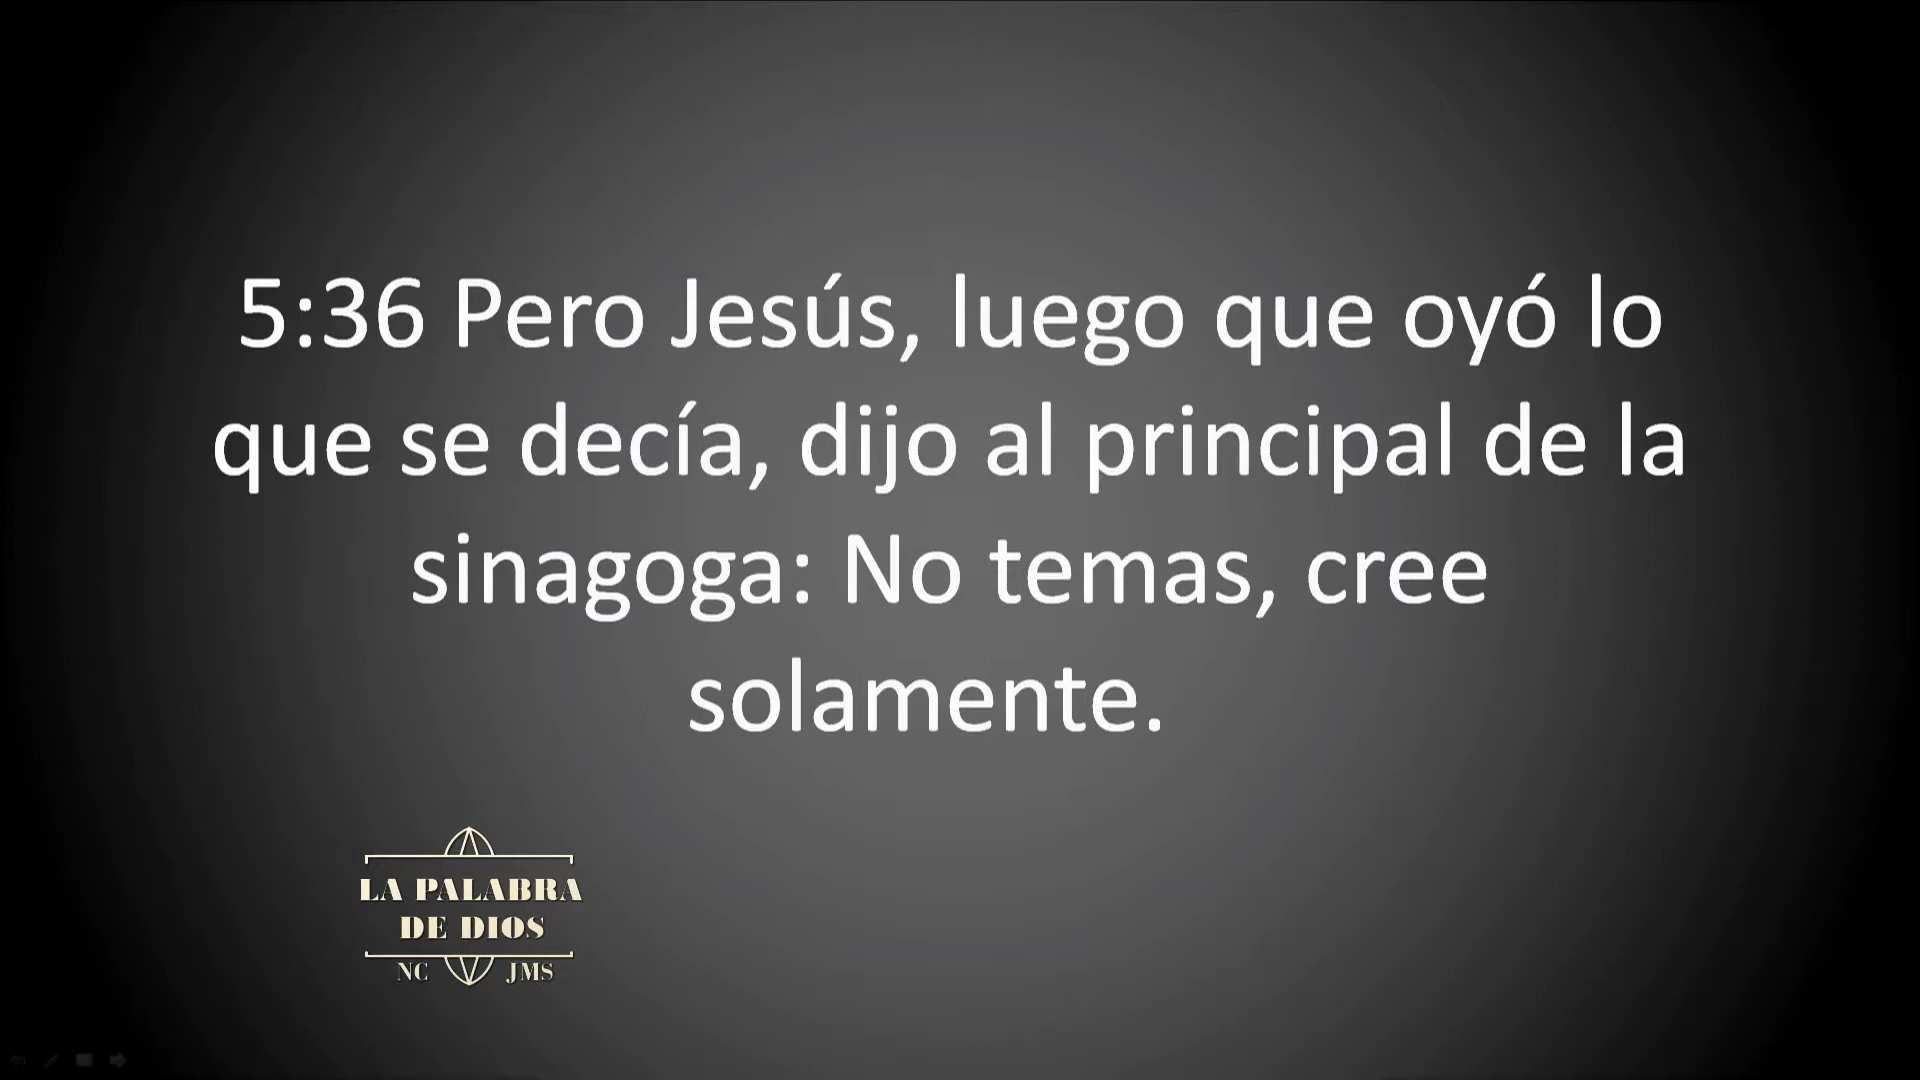 5:36 Pero Jesús, luego que oyó lo
que se decía, dijo al principal de la
sinagoga: No temas, cree
solamente.
LA PALABRA
DE DIOS
NC JMS